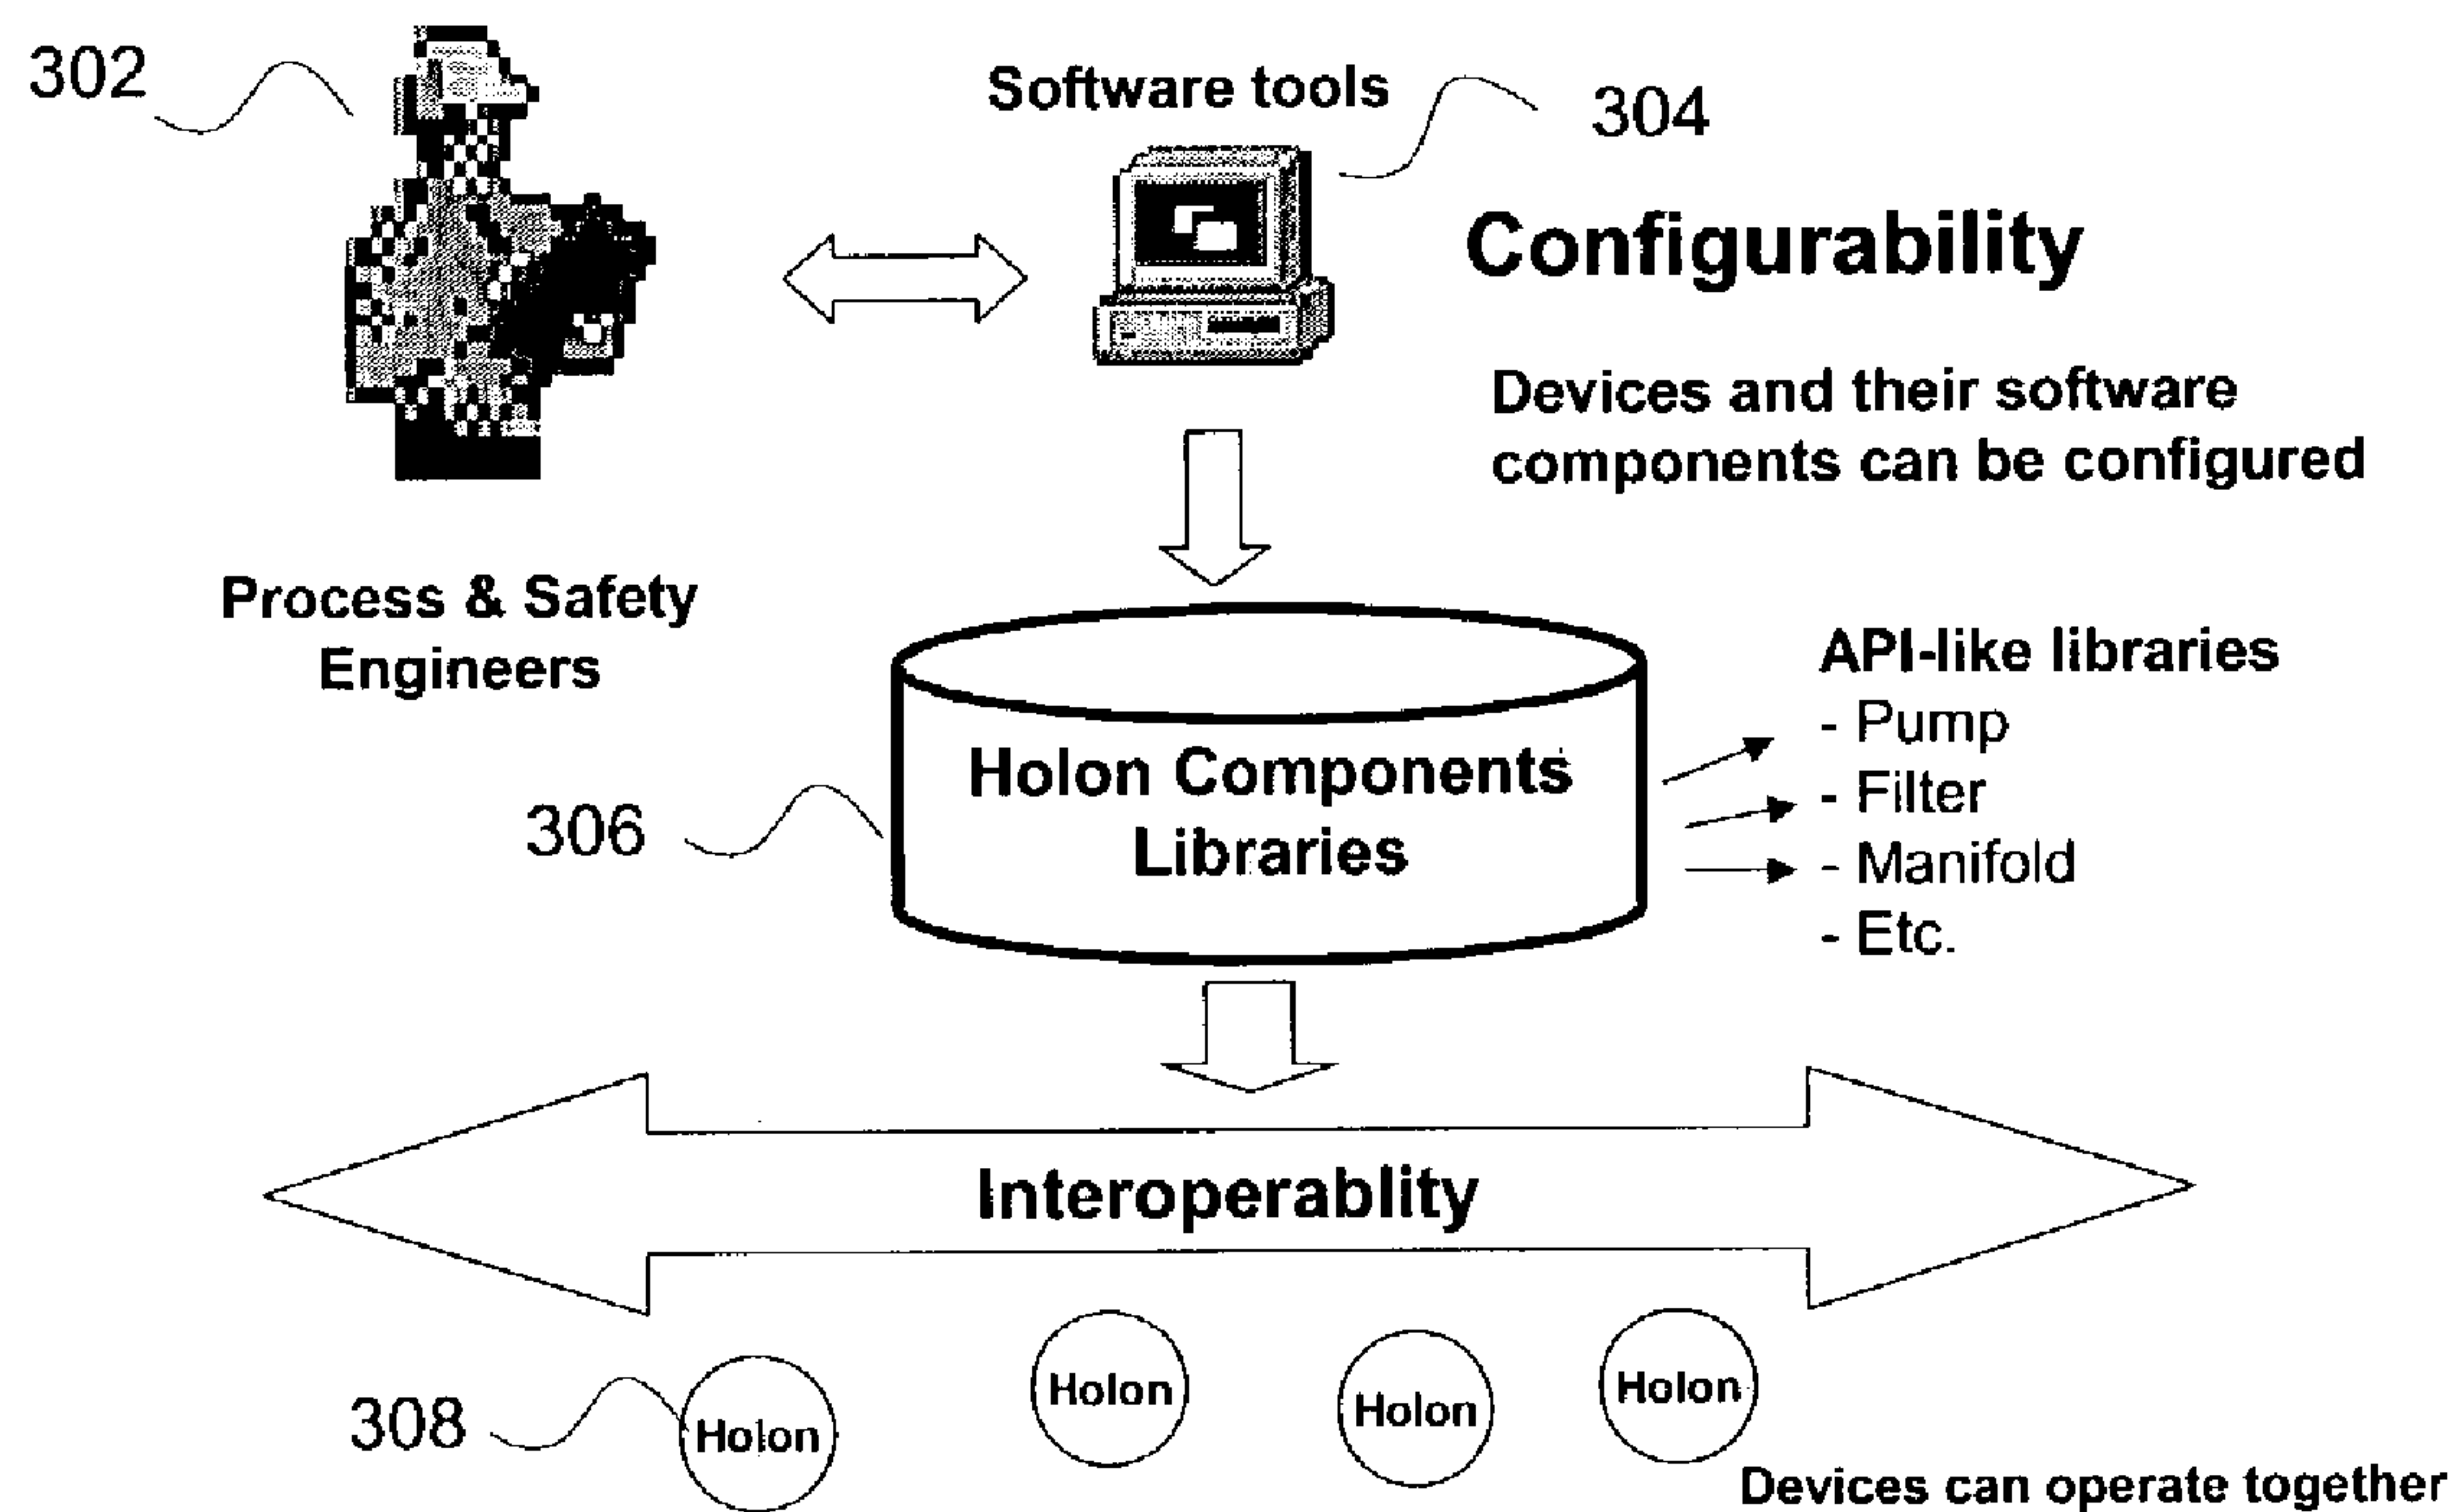 302
Software tools
304
Configurability
Devices and their software
components can be configured
Process & Safety
Engineers
API-like libraries
- Pump
- Filter
- Manifold
- Etc.
Holon Components
Libraries
306
Interoperablity
Holon
Holon
Holon
Holon
308
Devices can operate together